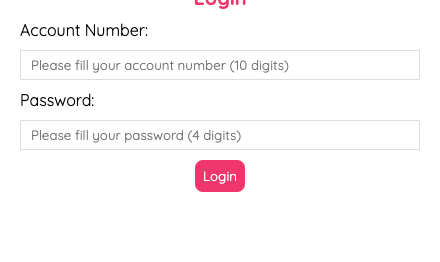 Login
Account Number:
Please fill your account number (10 digits)
Password:
Please fill your password (4 digits)
Login